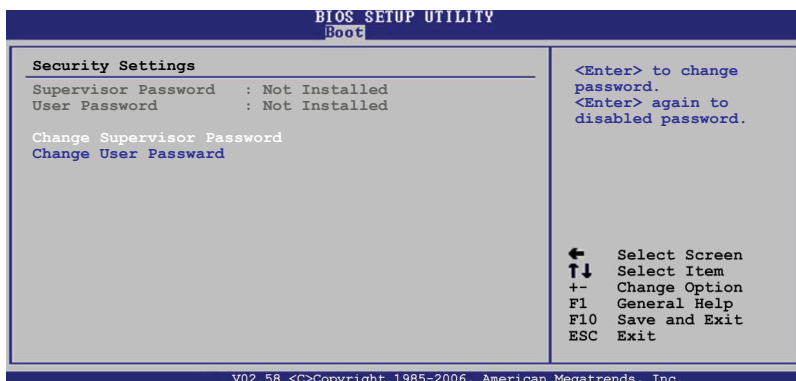 BIOS SETUP UTILITY
Boot
Security Settings
Supervisor Password : Not Installed
User Password : Not Installed
Change Supervisor Password
Change User Passward
<Enter> to change
password.
<Enter> again to
disabled password.
← Select Screen
↑↓ Select Item
+- Change Option
F1 General Help
F10 Save and Exit
ESC Exit
V02.58 <C>Copyright 1985-2006, American Megatrends, Inc.